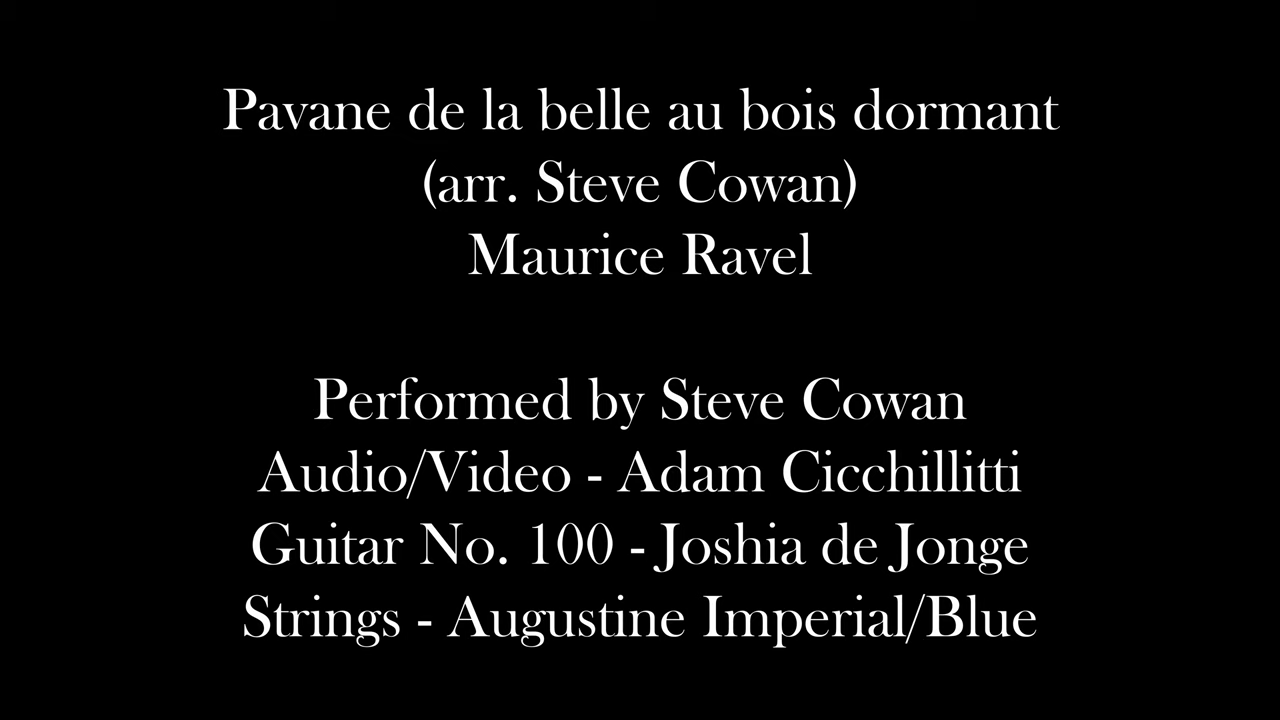 Pavane de la belle au bois dormant
(arr. Steve Cowan)
Maurice Ravel
Performed by Steve Cowan
Audio/Video - Adam Cicchillitti
Guitar No. 100 - Joshia de Jonge
Strings - Augustine Imperial/Blue